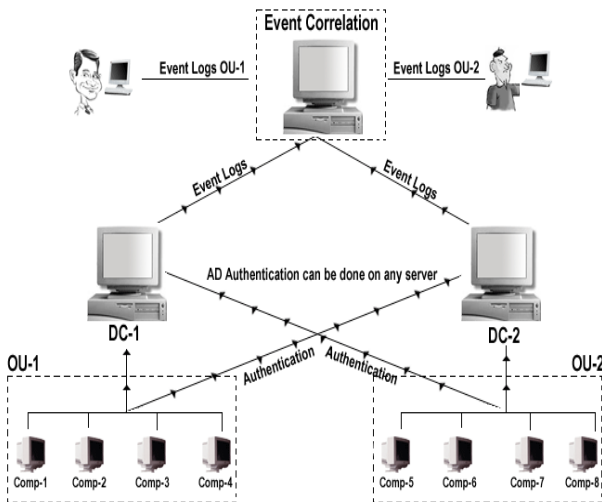 Event Correlation
Event Logs OU-1
Event Logs OU-2
Event Logs
Event Logs
AD Authentication can be done on any server
DC-1
DC-2
Authentication
Authentication
OU-1
OU-2
Comp-1
Comp-2
Comp-3
Comp-4
Comp-5
Comp-6
Comp-7
Comp-8